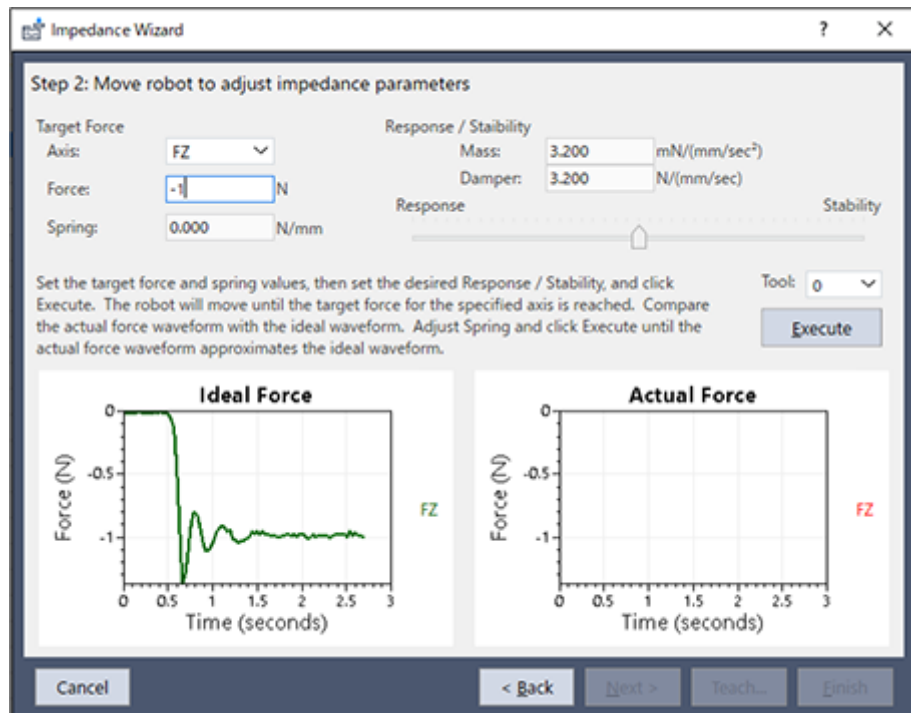 Impedance Wizard
?
Step 2: Move robot to adjust impedance parameters
Target Force
Axis: FZ
Force: -1 N
Spring: 0.000 N/mm
Response / Staibility
Mass: 3.200 mN/(mm/sec²)
Damper: 3.200 N/(mm/sec)
Response Stability
Set the target force and spring values, then set the desired Response / Stability, and click
Execute. The robot will move until the target force for the specified axis is reached. Compare
the actual force waveform with the ideal waveform. Adjust Spring and click Execute until the
actual force waveform approximates the ideal waveform.
Tool: 0
Execute
Ideal Force
Force (N)
0
-0.5
-1
0 0.5 1 1.5 2 2.5 3
Time (seconds)
FZ
Actual Force
Force (N)
0
-0.5
-1
0 0.5 1 1.5 2 2.5 3
Time (seconds)
FZ
Cancel < Back Next > Teach... Finish